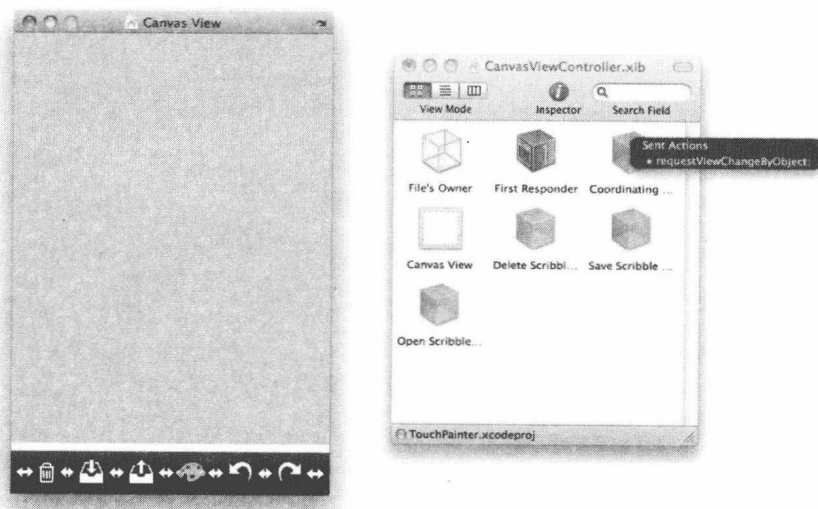 Canvas View
CanvasViewController.xib
View Mode
Inspector
Search Field
Sent Actions
requestViewChangeByObject:
File's Owner
First Responder
Coordinating ...
Canvas View
Delete Scribbl...
Save Scribble ...
Open Scribble...
TouchPainter.xcodeproj